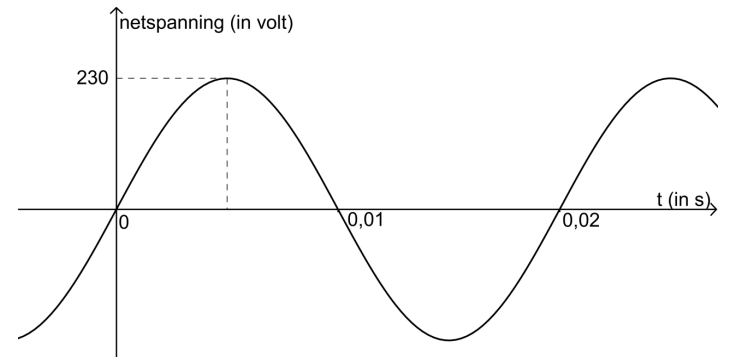 netspanning (in volt)
230
t (in s)
0
0,01
0,02